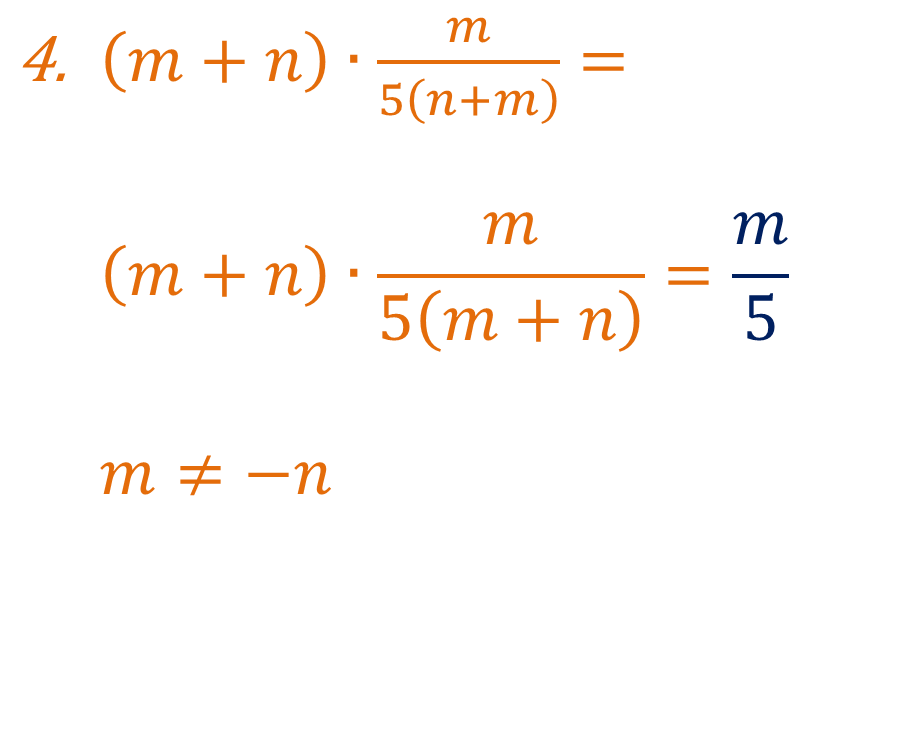 4. (m + n) · m/5(n+m) =
(m + n) · m/5(m + n) = m/5
m ≠ −n